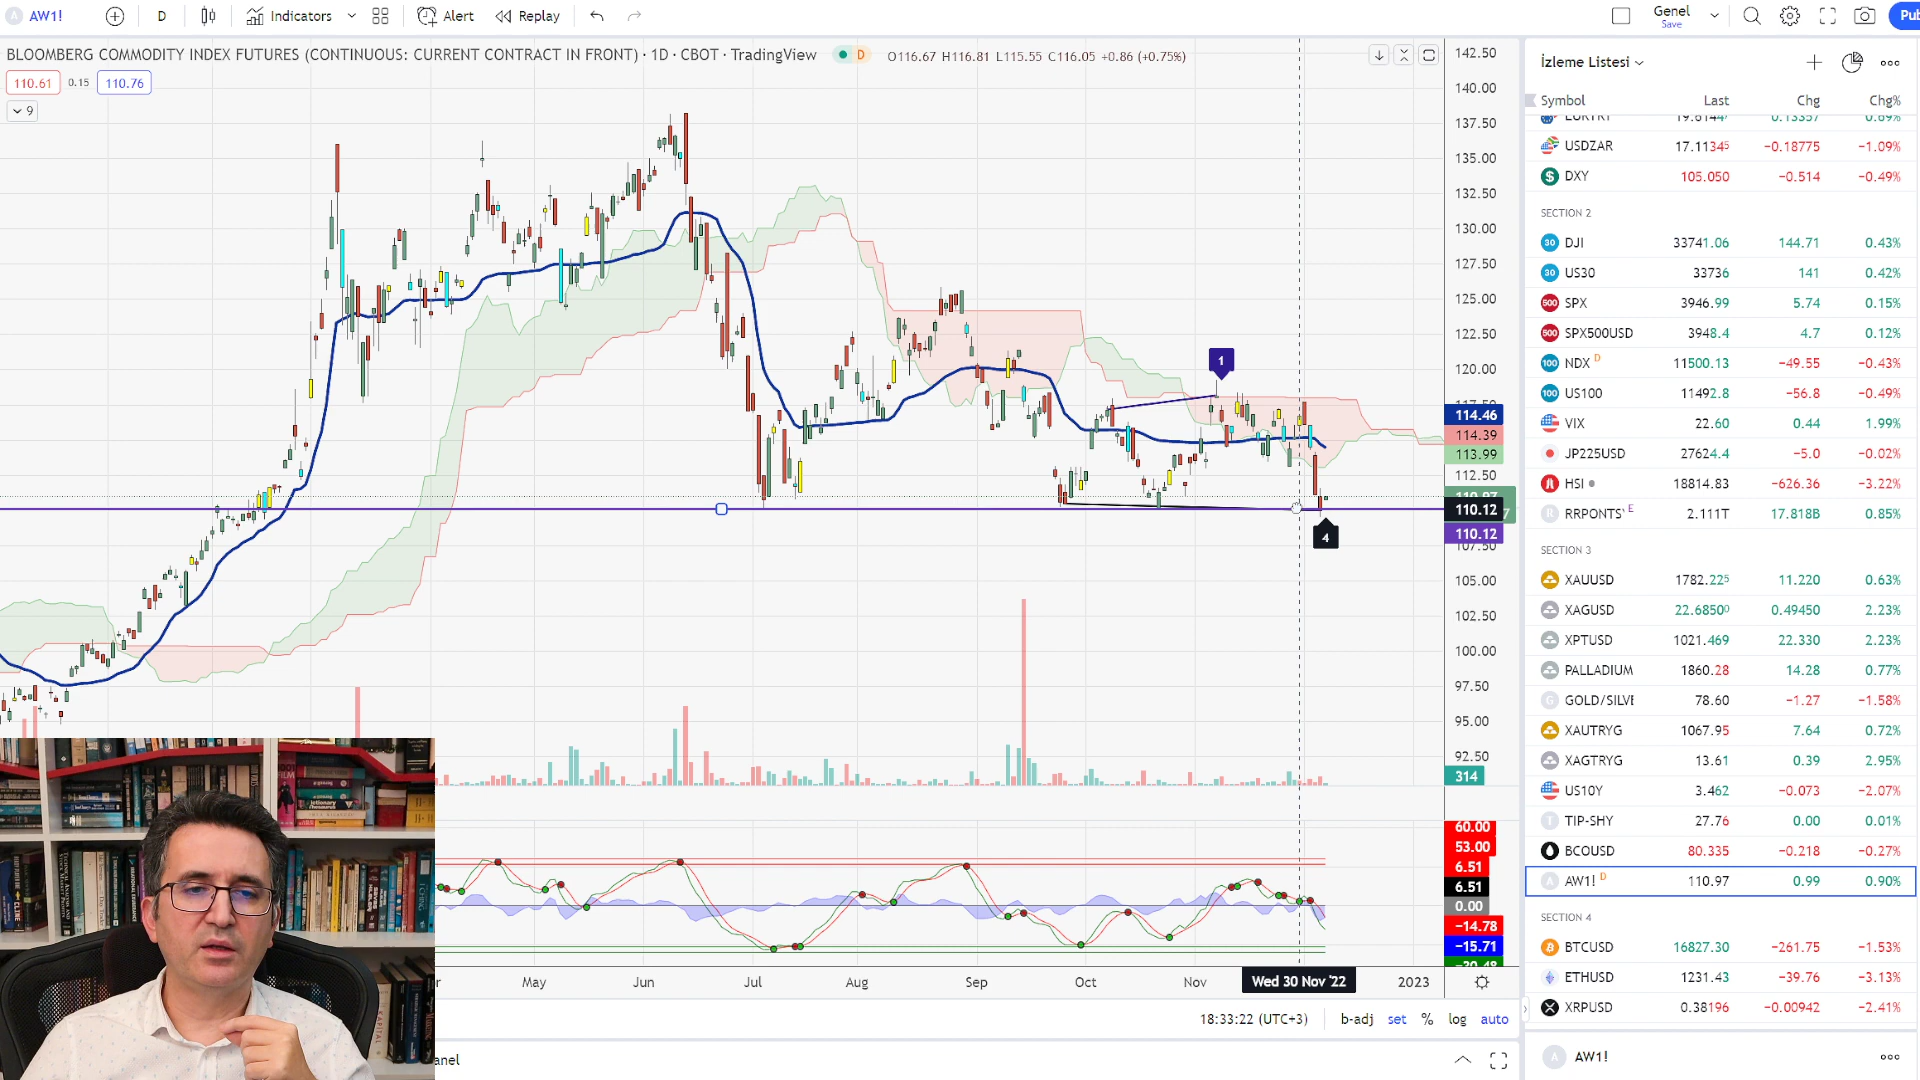 AW1!
D
Indicators
Alert
Replay
Genel
Save
Pub
BLOOMBERG COMMODITY INDEX FUTURES (CONTINUOUS: CURRENT CONTRACT IN FRONT) · 1D · CBOT · TradingView
D
O116.67 H116.81 L115.55 C116.05 +0.86 (+0.75%)
110.61
0.15
110.76
9
142.50
140.00
137.50
135.00
132.50
130.00
127.50
125.00
122.50
120.00
114.46
114.39
113.99
112.50
110.12
110.12
107.50
105.00
102.50
100.00
97.50
95.00
92.50
314
1
4
60.00
53.00
6.51
6.51
0.00
−14.78
−15.71
May
Jun
Jul
Aug
Sep
Oct
Nov
Wed 30 Nov '22
2023
18:33:22 (UTC+3)
b-adj
set
%
log
auto
anel
İzleme Listesi
Symbol Last Chg Chg%
EURTRY 19.6144 0.13357 0.69%
USDZAR 17.11345 −0.18775 −1.09%
DXY 105.050 −0.514 −0.49%
SECTION 2
DJI 33741.06 144.71 0.43%
US30 33736 141 0.42%
SPX 3946.99 5.74 0.15%
SPX500USD 3948.4 4.7 0.12%
NDX D 11500.13 −49.55 −0.43%
US100 11492.8 −56.8 −0.49%
VIX 22.60 0.44 1.99%
JP225USD 27624.4 −5.0 −0.02%
HSI 18814.83 −626.36 −3.22%
RRPONTS E 2.111T 17.818B 0.85%
SECTION 3
XAUUSD 1782.225 11.220 0.63%
XAGUSD 22.68500 0.49450 2.23%
XPTUSD 1021.469 22.330 2.23%
PALLADIUM 1860.28 14.28 0.77%
GOLD/SILVE 78.60 −1.27 −1.58%
XAUTRYG 1067.95 7.64 0.72%
XAGTRYG 13.61 0.39 2.95%
US10Y 3.462 −0.073 −2.07%
TIP-SHY 27.76 0.00 0.01%
BCOUSD 80.335 −0.218 −0.27%
AW1! D 110.97 0.99 0.90%
SECTION 4
BTCUSD 16827.30 −261.75 −1.53%
ETHUSD 1231.43 −39.76 −3.13%
XRPUSD 0.38196 −0.00942 −2.41%
AW1!